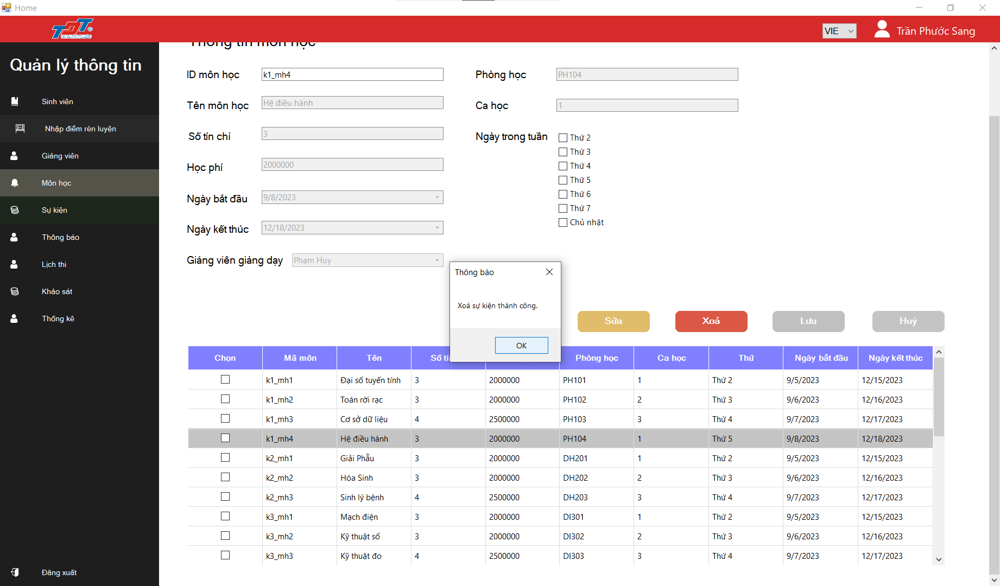 Home
VIE
Trần Phước Sang
Quản lý thông tin
Sinh viên
Nhập điểm rèn luyện
Giảng viên
Môn học
Sự kiện
Thông báo
Lịch thi
Khảo sát
Thống kê
Đăng xuất
Thông tin môn học
ID môn học k1_mh4
Tên môn học Hệ điều hành
Số tín chỉ 3
Học phí 2000000
Ngày bắt đầu 9/8/2023
Ngày kết thúc 12/18/2023
Giảng viên giảng dạy Phạm Huy
Phòng học PH104
Ca học 1
Ngày trong tuần
Thứ 2
Thứ 3
Thứ 4
Thứ 5
Thứ 6
Thứ 7
Chủ nhật
Thông báo
Xoá sự kiện thành công.
OK
Sửa Xoá Lưu Huỷ
Chọn Mã môn Tên Số tí Phòng học Ca học Thứ Ngày bắt đầu Ngày kết thúc
k1_mh1 Đại số tuyến tính 3 2000000 PH101 1 Thứ 2 9/5/2023 12/15/2023
k1_mh2 Toán rời rạc 3 2000000 PH102 2 Thứ 3 9/6/2023 12/16/2023
k1_mh3 Cơ sở dữ liệu 4 2500000 PH103 3 Thứ 4 9/7/2023 12/17/2023
k1_mh4 Hệ điều hành 3 2000000 PH104 1 Thứ 5 9/8/2023 12/18/2023
k2_mh1 Giải Phẫu 3 2000000 DH201 1 Thứ 2 9/5/2023 12/15/2023
k2_mh2 Hóa Sinh 3 2000000 DH202 2 Thứ 3 9/6/2023 12/16/2023
k2_mh3 Sinh lý bệnh 4 2500000 DH203 3 Thứ 4 9/7/2023 12/17/2023
k3_mh1 Mạch điện 3 2000000 DI301 1 Thứ 2 9/5/2023 12/15/2023
k3_mh2 Kỹ thuật số 3 2000000 DI302 2 Thứ 3 9/6/2023 12/16/2023
k3_mh3 Kỹ thuật đo 4 2500000 DI303 3 Thứ 4 9/7/2023 12/17/2023